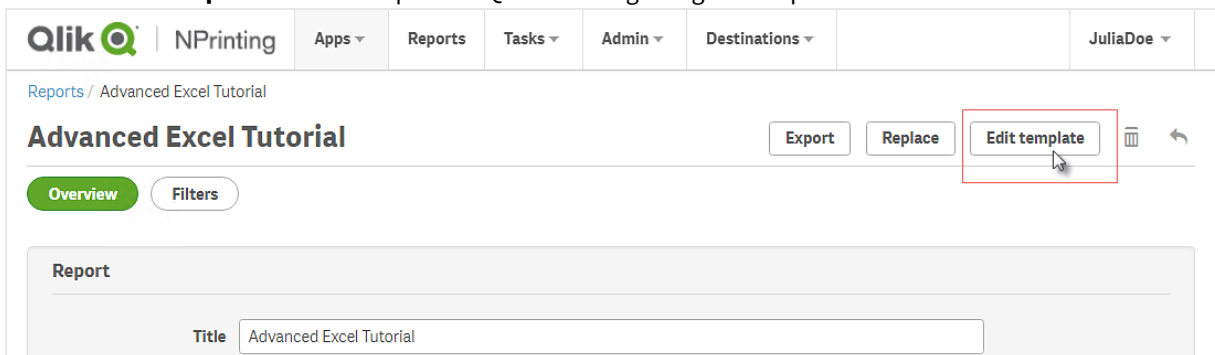 Qlik NPrinting Apps Reports Tasks Admin Destinations JuliaDoe
Reports / Advanced Excel Tutorial
Advanced Excel Tutorial Export Replace Edit template
Overview Filters
Report
Title Advanced Excel Tutorial